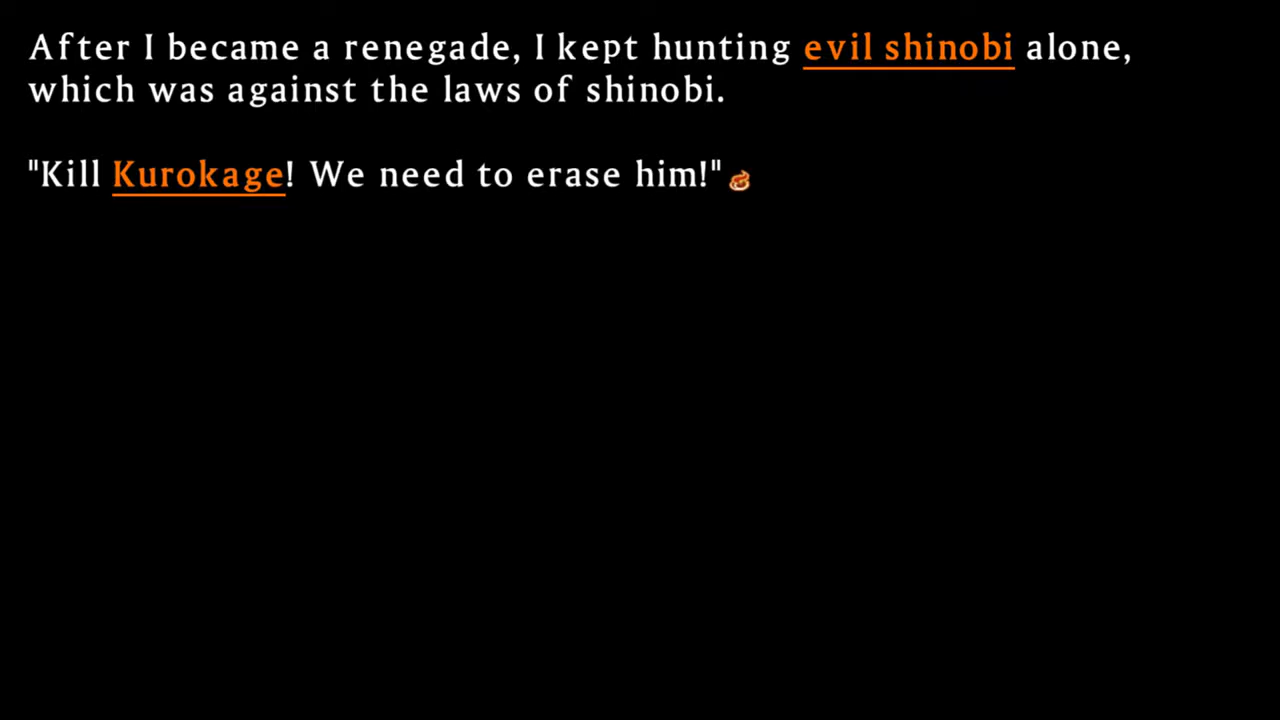 After I became a renegade, I kept hunting evil shinobi alone,
which was against the laws of shinobi.
"Kill Kurokage! We need to erase him!"